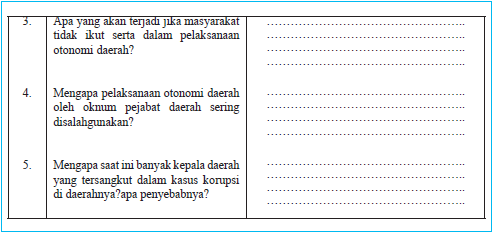 3. Apa yang akan terjadi jika masyarakat
tidak ikut serta dalam pelaksanaan
otonomi daerah?
4. Mengapa pelaksanaan otonomi daerah
oleh oknum pejabat daerah sering
disalahgunakan?
5. Mengapa saat ini banyak kepala daerah
yang tersangkut dalam kasus korupsi
di daerahnya?apa penyebabnya?